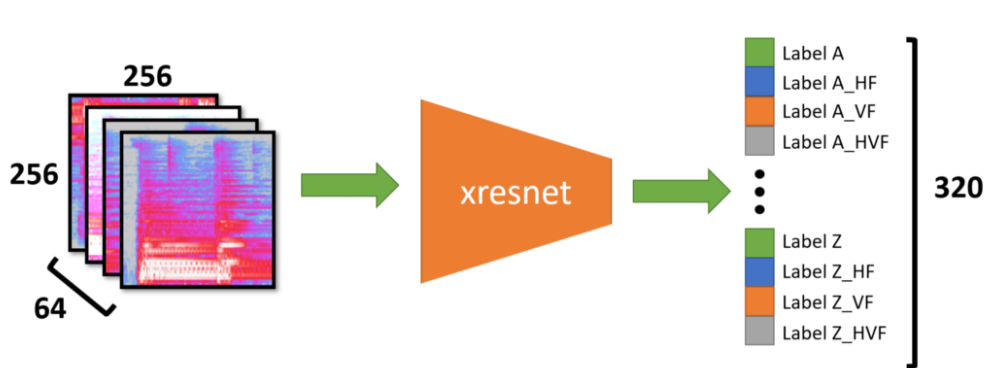 256
256
64
xresnet
Label A
Label A_HF
Label A_VF
Label A_HVF
Label Z
Label Z_HF
Label Z_VF
Label Z_HVF
320